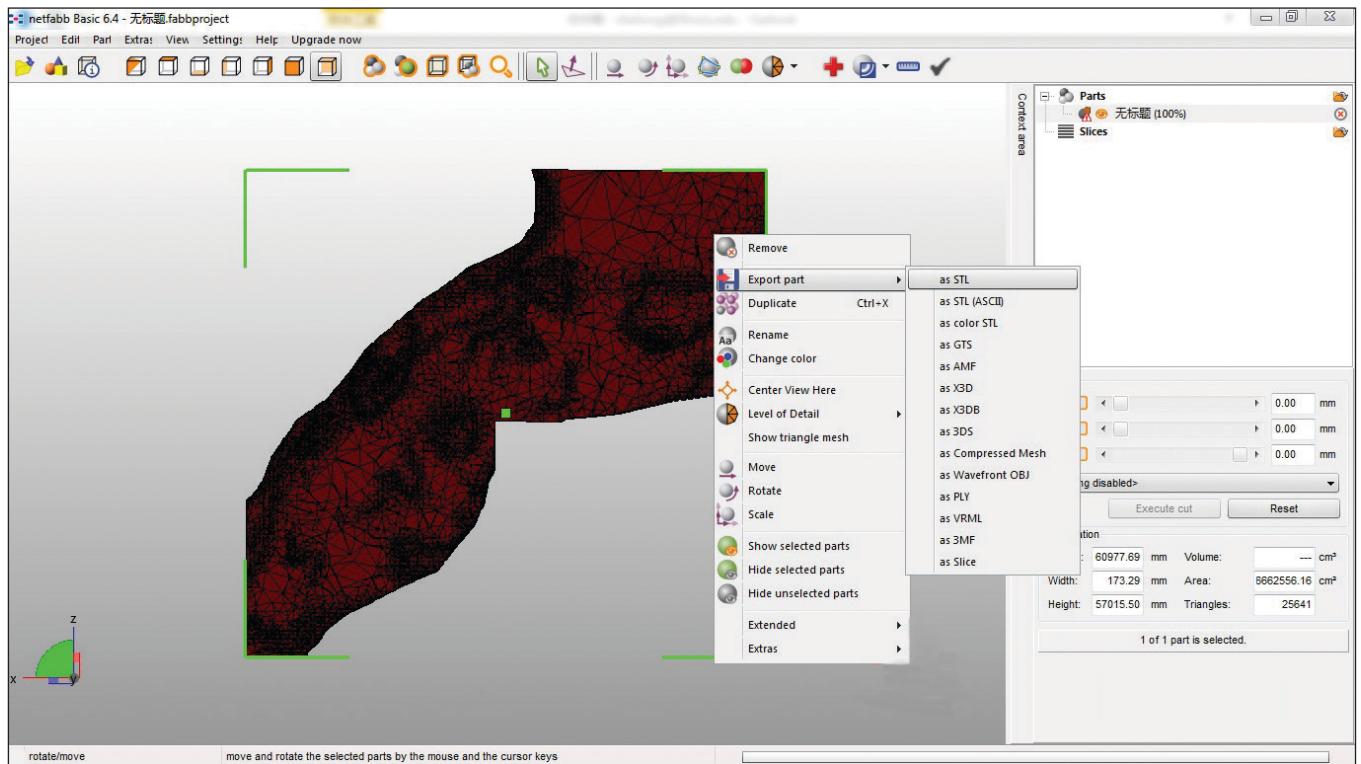 netfabb Basic 6.4 - 无标题.fabbproject
Project Edit Part Extras View Settings Help Upgrade now
Context area
Parts
无标题 (100%)
Slices
Remove
Export part
Duplicate Ctrl+X
Rename
Aa
Change color
Center View Here
Level of Detail
Show triangle mesh
Move
Rotate
Scale
Show selected parts
Hide selected parts
Hide unselected parts
Extended
Extras
as STL
as STL (ASCII)
as color STL
as GTS
as AMF
as X3D
as X3DB
as 3DS
as Compressed Mesh
as Wavefront OBJ
as PLY
as VRML
as 3MF
as Slice
0.00 mm
0.00 mm
0.00 mm
ng disabled>
Execute cut Reset
ation
: 60977.69 mm Volume: --- cm³
Width: 173.29 mm Area: 6662556.16 cm²
Height: 57015.50 mm Triangles: 25641
1 of 1 part is selected.
z
x
y
rotate/move move and rotate the selected parts by the mouse and the cursor keys